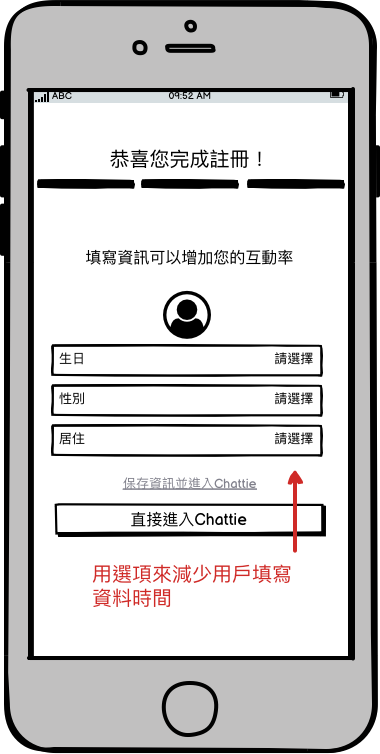 ABC 09:52 AM
恭喜您完成註冊！
填寫資訊可以增加您的互動率
生日 請選擇
性別 請選擇
居住 請選擇
保存資訊並進入Chattie
直接進入Chattie
用選項來減少用戶填寫
資料時間